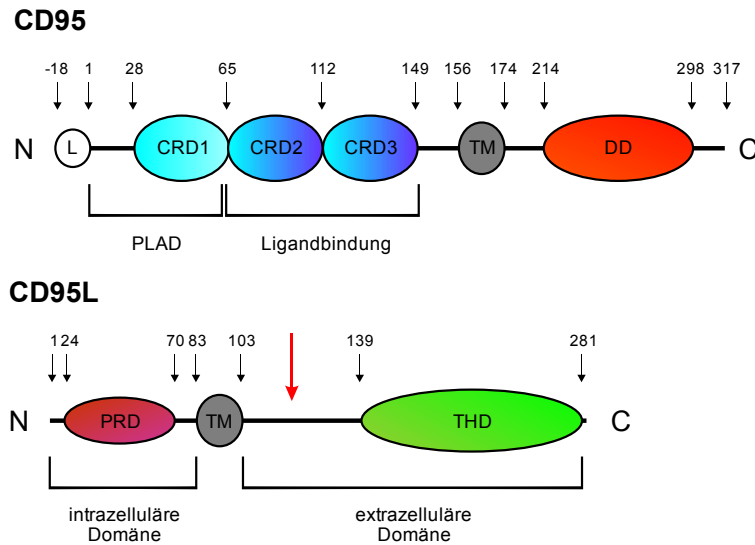 CD95
-18 1 28 65 112 149 156 174 214 298 317
N L CRD1 CRD2 CRD3 TM DD C
PLAD Ligandbindung
CD95L
1 24 70 83 103 139 281
N PRD TM THD C
intrazelluläre extrazelluläre
Domäne Domäne